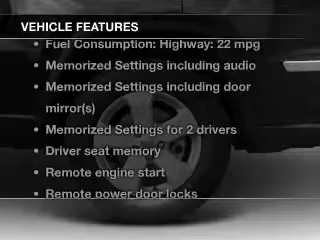 VEHICLE FEATURES
• Fuel Consumption: Highway: 22 mpg
• Memorized Settings including audio
• Memorized Settings including door
mirror(s)
• Memorized Settings for 2 drivers
• Driver seat memory
• Remote engine start
• Remote power door locks